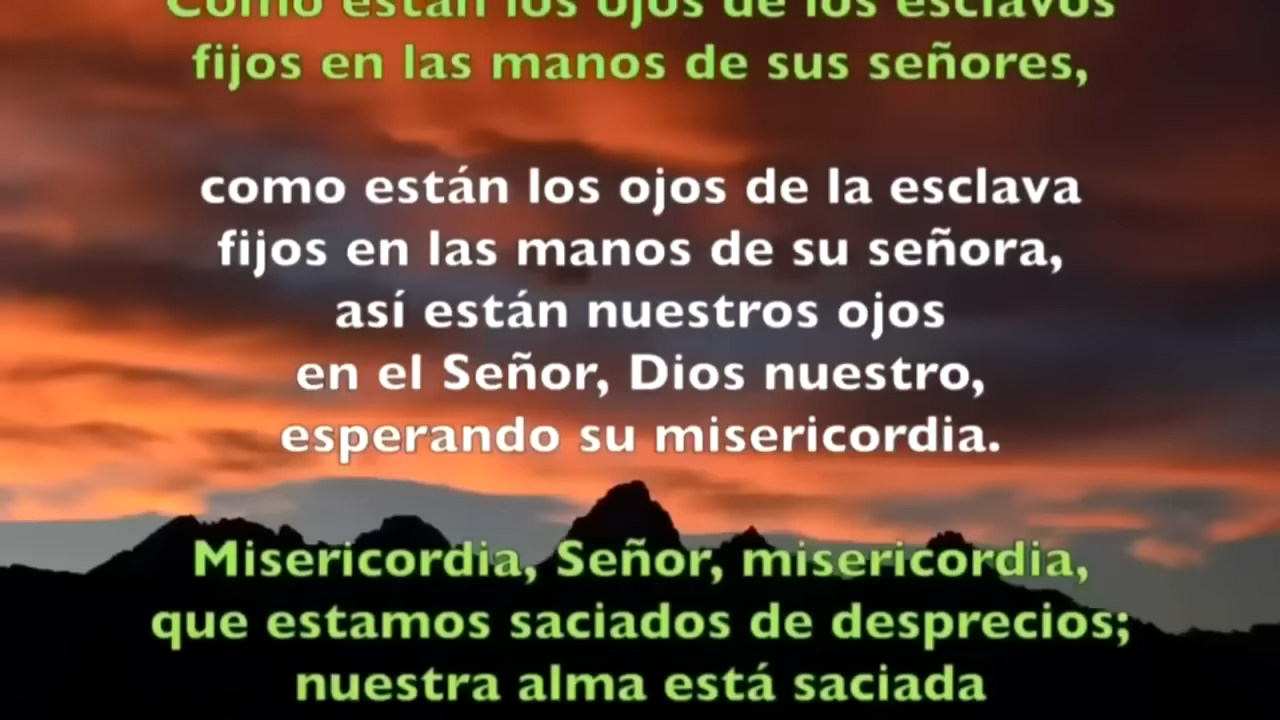 Como están los ojos de los esclavos
fijos en las manos de sus señores,
como están los ojos de la esclava
fijos en las manos de su señora,
así están nuestros ojos
en el Señor, Dios nuestro,
esperando su misericordia.
Misericordia, Señor, misericordia,
que estamos saciados de desprecios;
nuestra alma está saciada